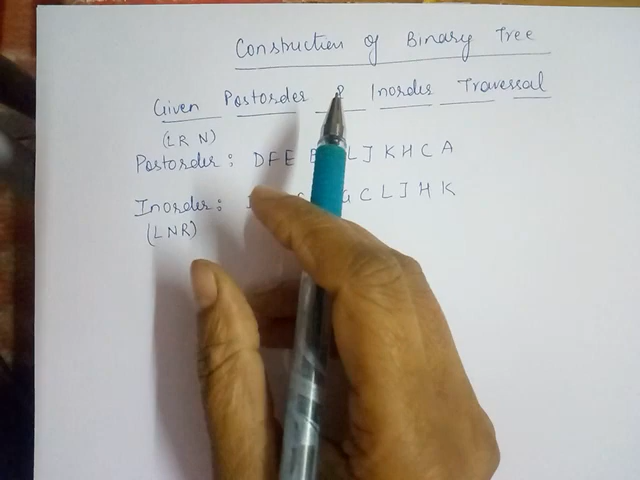 Construction of Binary Tree
Given Postorder & Inorder Traversal
(LR N)
Postorder: D F E L J K H C A
Inorder: G C L J H K
(LNR)